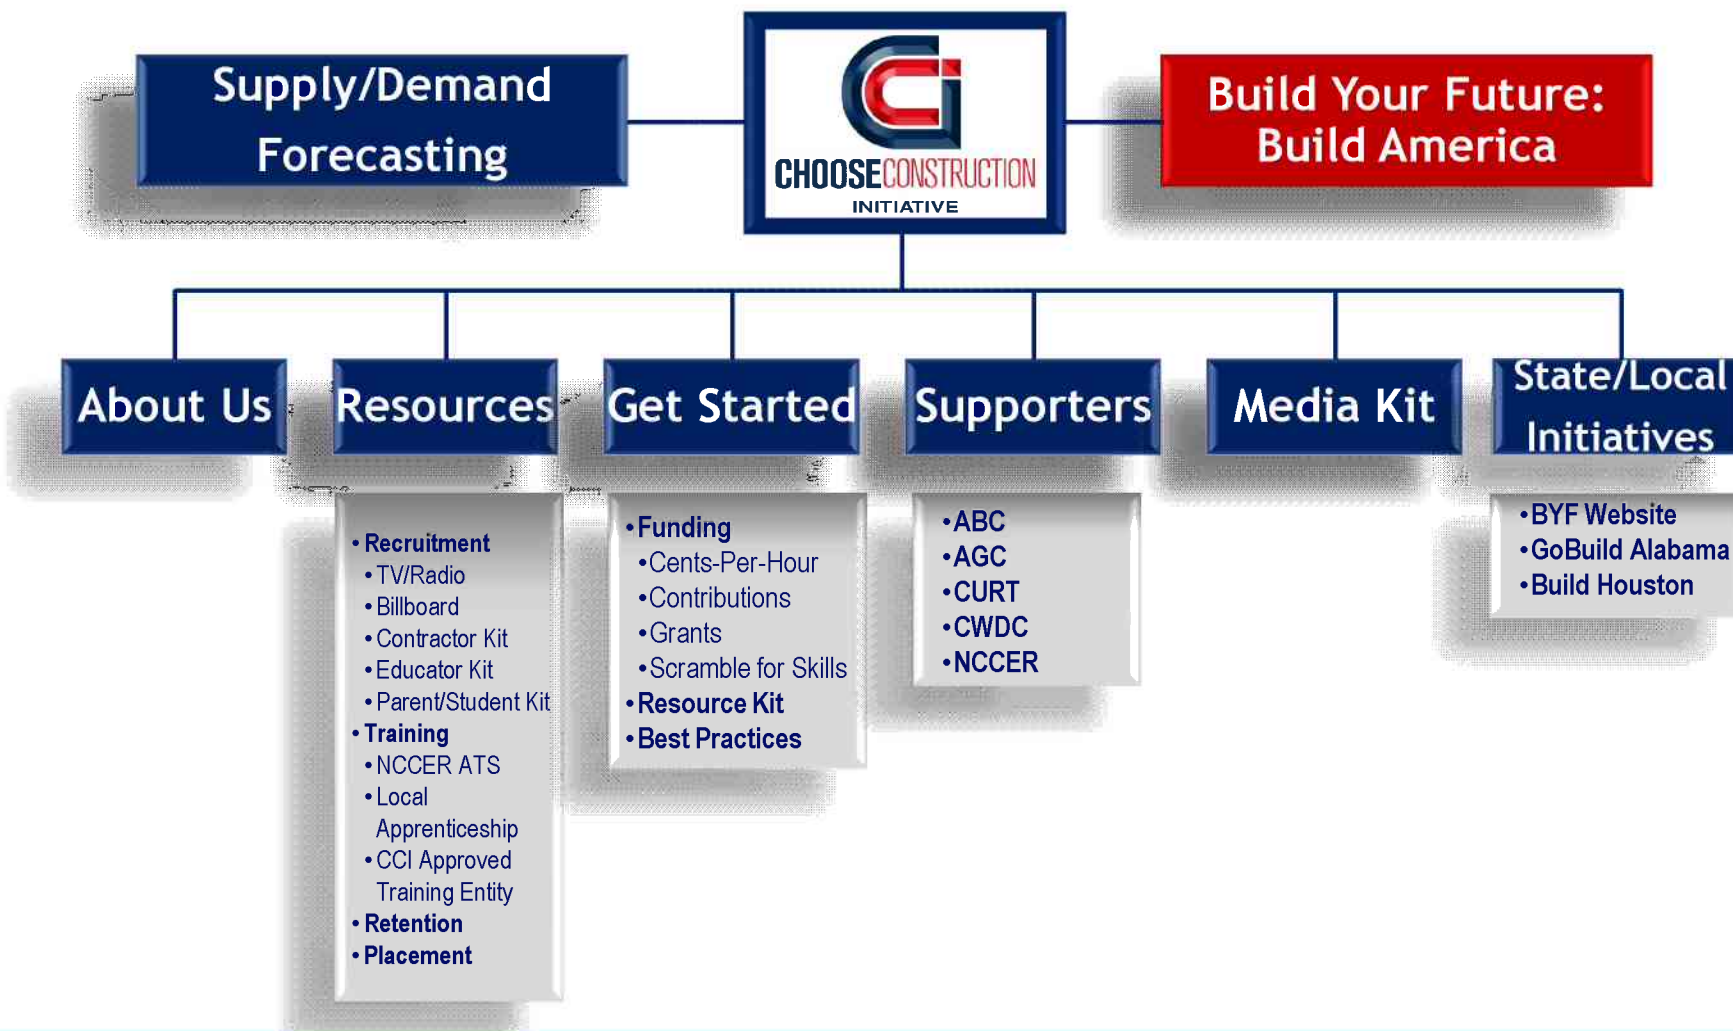 Supply/Demand
Forecasting
CHOOSECONSTRUCTION
INITIATIVE
Build Your Future:
Build America
About Us
Resources
Get Started
Supporters
Media Kit
State/Local
Initiatives
• Recruitment
• TV/Radio
• Billboard
• Contractor Kit
• Educator Kit
• Parent/Student Kit
• Training
• NCCER ATS
• Local
Apprenticeship
• CCI Approved
Training Entity
• Retention
• Placement
• Funding
• Cents-Per-Hour
• Contributions
• Grants
• Scramble for Skills
• Resource Kit
• Best Practices
• ABC
• AGC
• CURT
• CWDC
• NCCER
• BYF Website
• GoBuild Alabama
• Build Houston